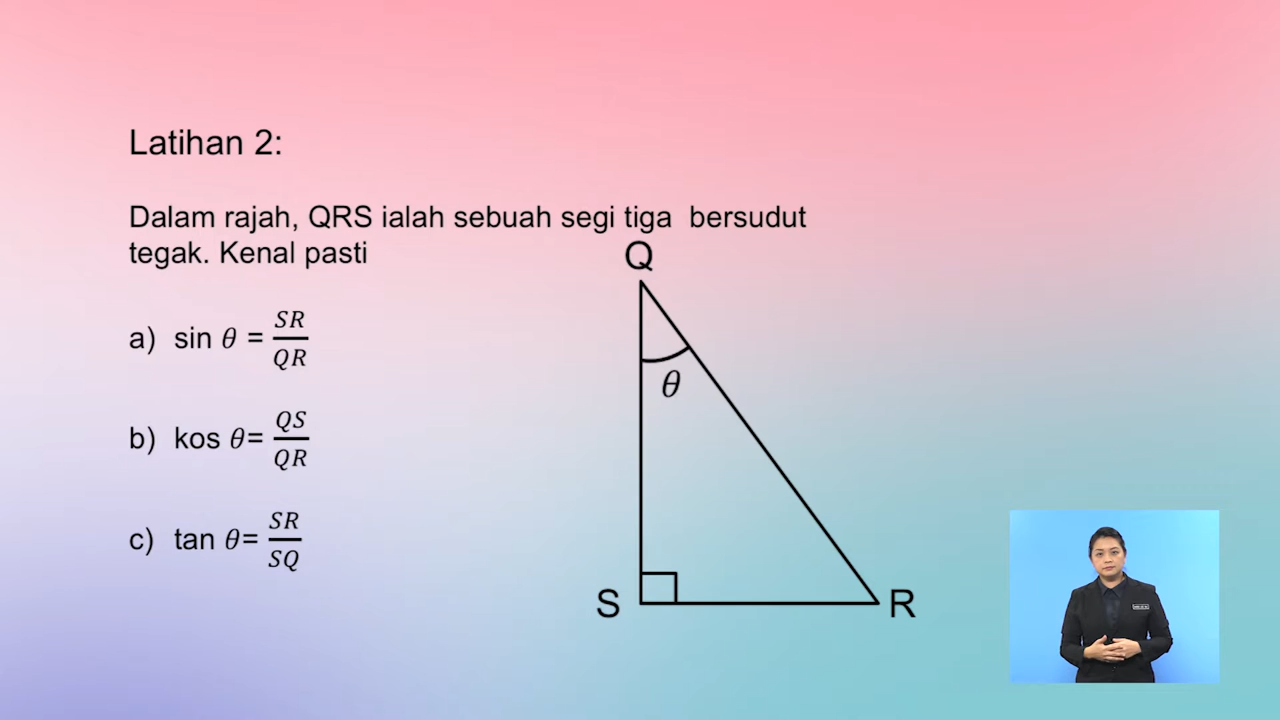 Latihan 2:
Dalam rajah, QRS ialah sebuah segi tiga bersudut
tegak. Kenal pasti
Q
a) sin θ = SR/QR
θ
b) kos θ= QS/QR
c) tan θ= SR/SQ
S
R